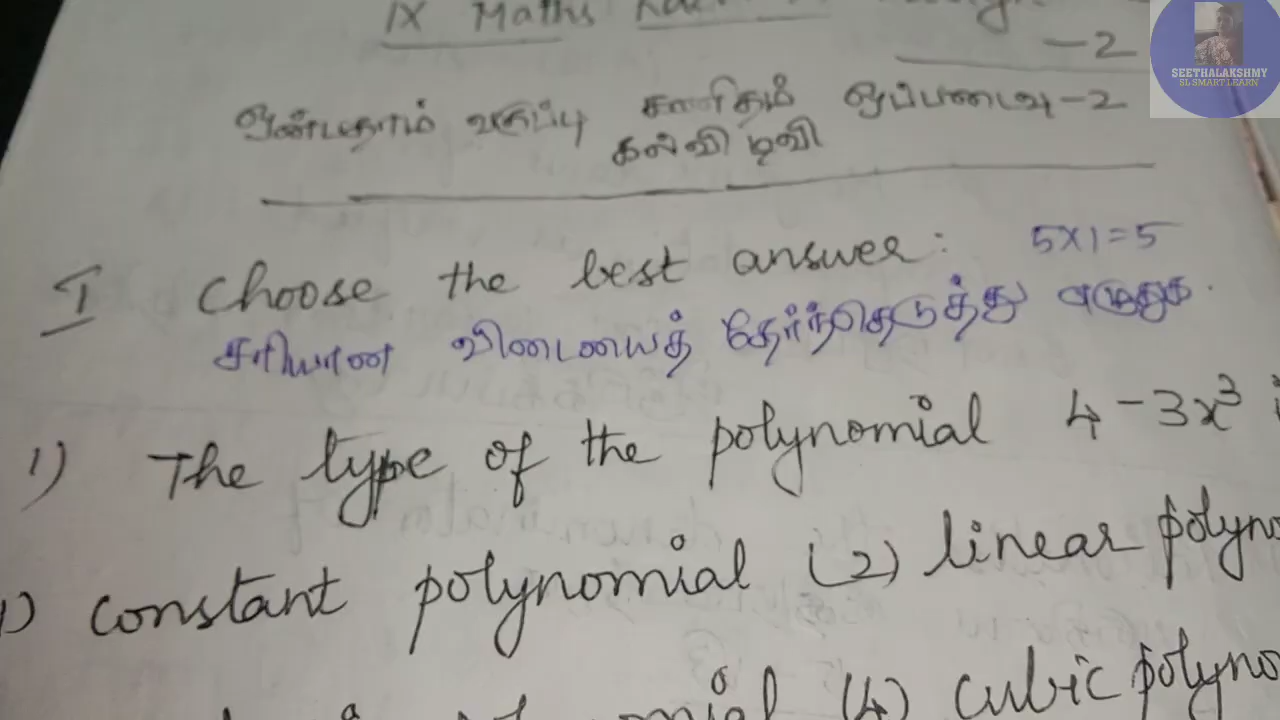 IX Maths
-2
SEETHALAKSHMY
SL SMART LEARN
ஒன்பதாம் வகுப்பு கணிதம் ஒப்படைவு-2
கல்வி டிவி
I Choose the best answer: 5x1=5
சரியான விடையைத் தேர்ந்தெடுத்து எழுதுக.
1) The type of the polynomial 4-3x³
1) constant polynomial (2) linear polyno
(4) cubic polyno